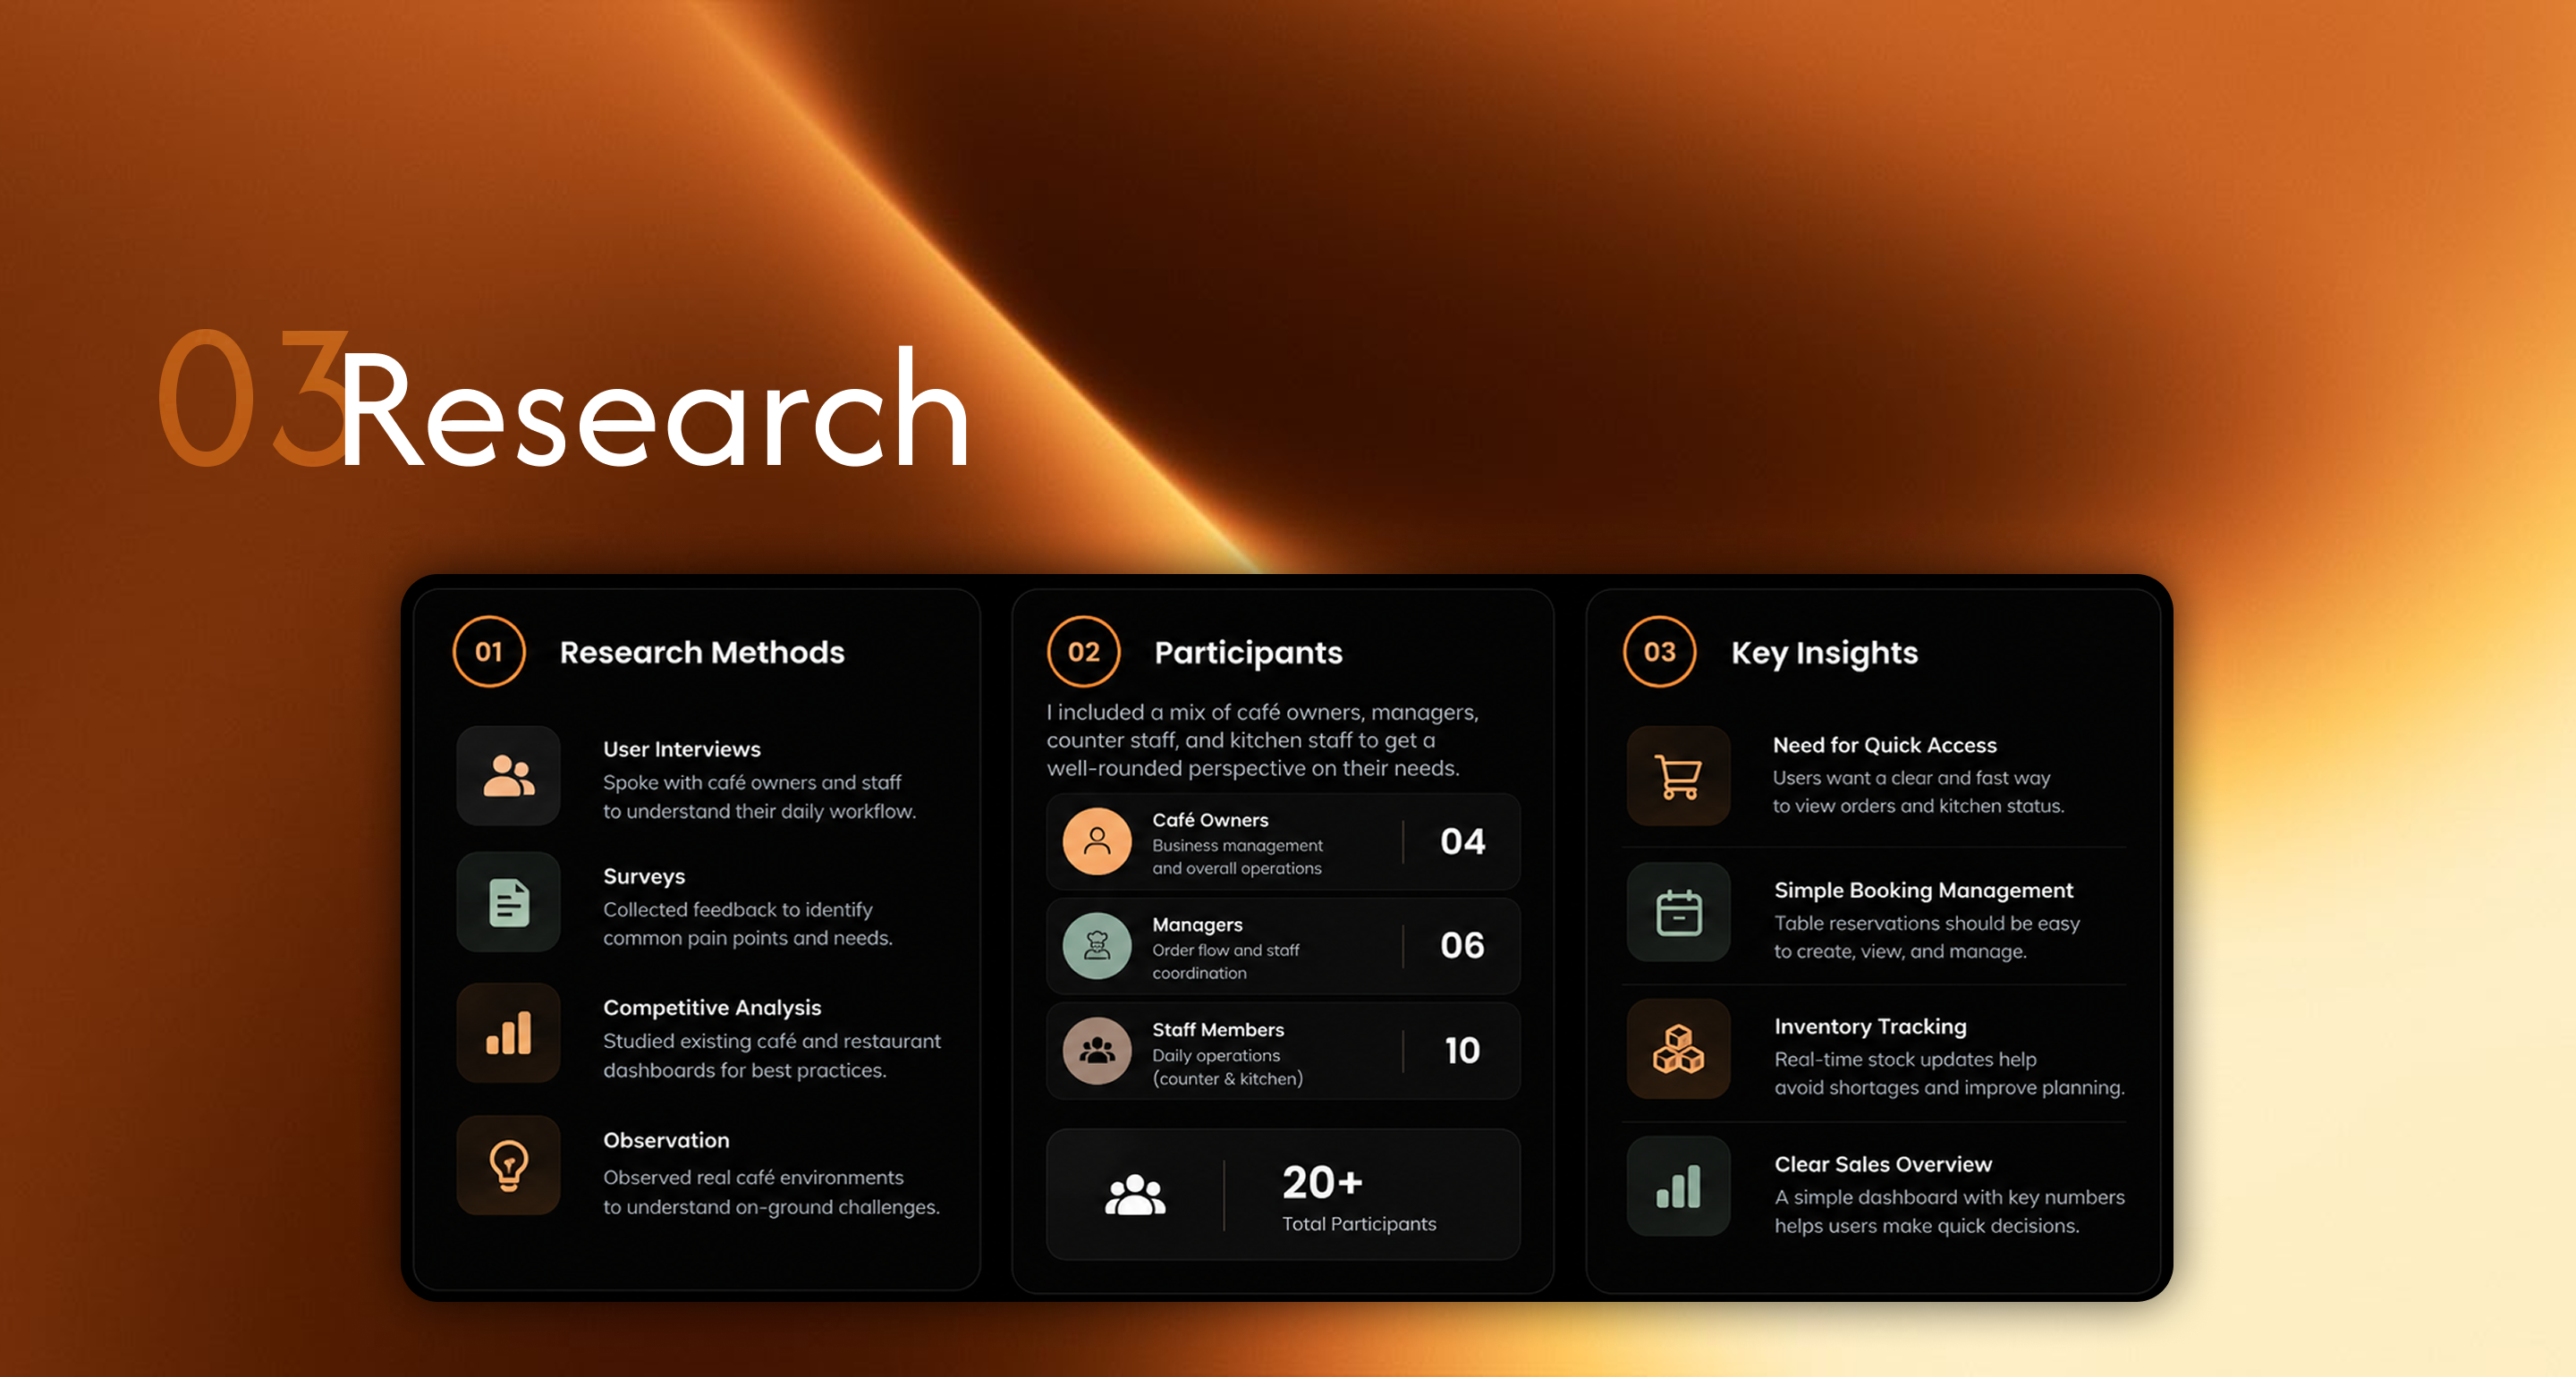 03
Research
01
Research Methods
User Interviews
Spoke with café owners and staff
to understand their daily workflow.
Surveys
Collected feedback to identify
common pain points and needs.
Competitive Analysis
Studied existing café and restaurant
dashboards for best practices.
Observation
Observed real café environments
to understand on-ground challenges.
02
Participants
I included a mix of café owners, managers,
counter staff, and kitchen staff to get a
well-rounded perspective on their needs.
Café Owners
Business management
and overall operations
04
Managers
Order flow and staff
coordination
06
Staff Members
Daily operations
(counter & kitchen)
10
20+
Total Participants
03
Key Insights
Need for Quick Access
Users want a clear and fast way
to view orders and kitchen status.
Simple Booking Management
Table reservations should be easy
to create, view, and manage.
Inventory Tracking
Real-time stock updates help
avoid shortages and improve planning.
Clear Sales Overview
A simple dashboard with key numbers
helps users make quick decisions.